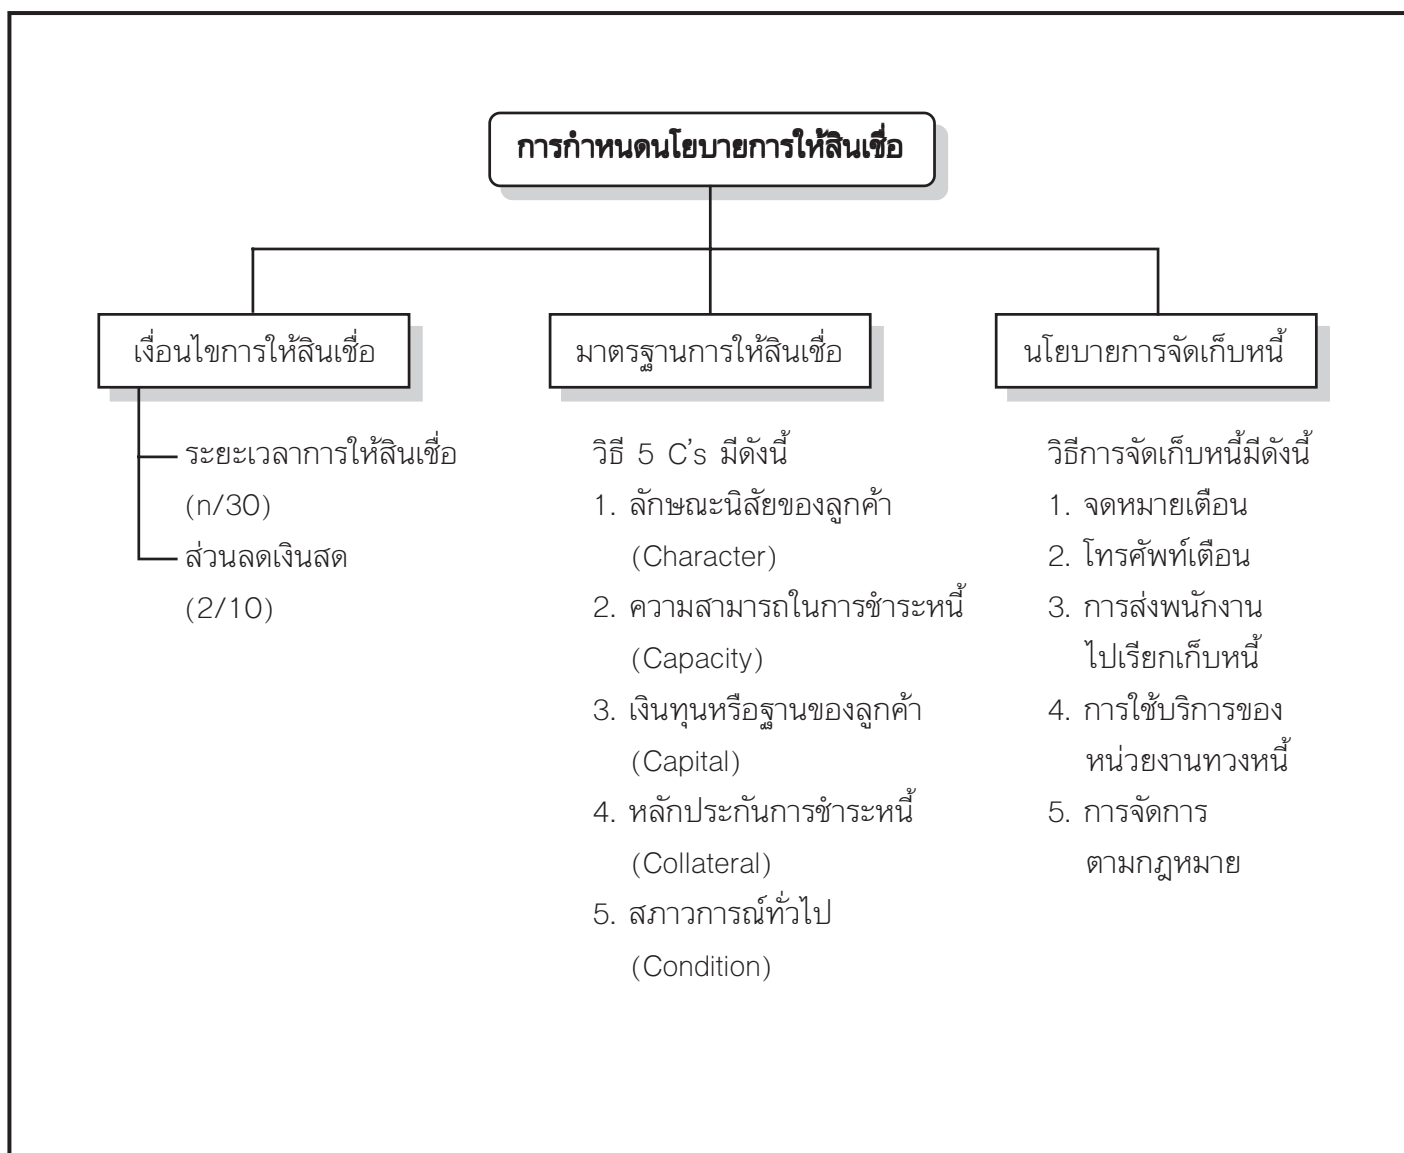 การกำหนดนโยบายการให้สินเชื่อ
เงื่อนไขการให้สินเชื่อ
ระยะเวลาการให้สินเชื่อ
(n/30)
ส่วนลดเงินสด
(2/10)
มาตรฐานการให้สินเชื่อ
วิธี 5 C's มีดังนี้
1. ลักษณะนิสัยของลูกค้า
(Character)
2. ความสามารถในการชำระหนี้
(Capacity)
3. เงินทุนหรือฐานของลูกค้า
(Capital)
4. หลักประกันการชำระหนี้
(Collateral)
5. สภาวการณ์ทั่วไป
(Condition)
นโยบายการจัดเก็บหนี้
วิธีการจัดเก็บหนี้มีดังนี้
1. จดหมายเตือน
2. โทรศัพท์เตือน
3. การส่งพนักงาน
ไปเรียกเก็บหนี้
4. การใช้บริการของ
หน่วยงานทวงหนี้
5. การจัดการ
ตามกฎหมาย